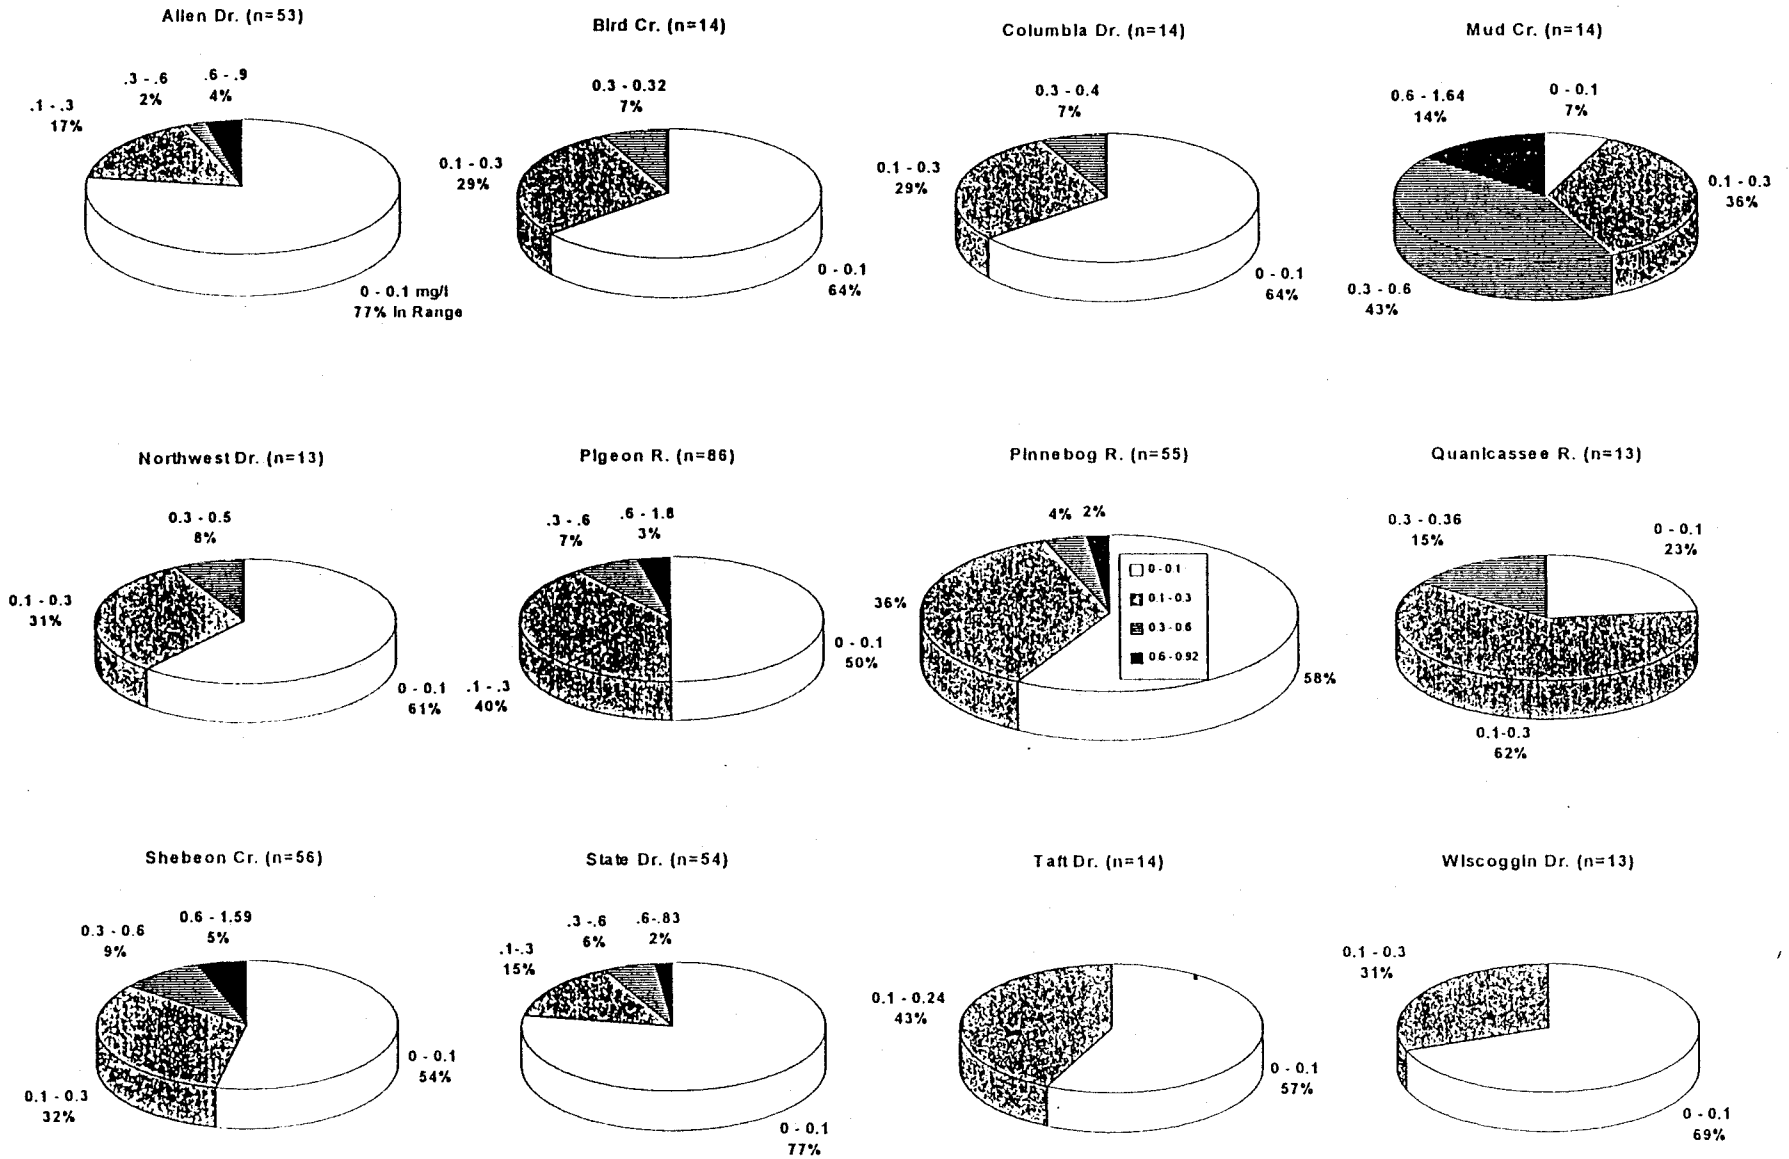 Allen Dr. (n=53)
.1 - .3
17%
.3 - .6
2%
.6 - .9
4%
0 - 0.1 mg/l
77% In Range
Bird Cr. (n=14)
0.3 - 0.32
7%
0.1 - 0.3
29%
0 - 0.1
64%
Columbia Dr. (n=14)
0.3 - 0.4
7%
0.1 - 0.3
29%
0 - 0.1
64%
Mud Cr. (n=14)
0.6 - 1.64
14%
0 - 0.1
7%
0.1 - 0.3
36%
0.3 - 0.6
43%
Northwest Dr. (n=13)
0.3 - 0.5
8%
0.1 - 0.3
31%
0 - 0.1
61%
Pigeon R. (n=86)
.3 - .6
7%
.6 - 1.8
3%
0 - 0.1
50%
.1 - .3
40%
Pinnebog R. (n=55)
4% 2%
36%
58%
0 - 0.1
0.1 - 0.3
0.3 - 0.6
0.6 - 0.92
Quanicassee R. (n=13)
0.3 - 0.36
15%
0 - 0.1
23%
0.1-0.3
62%
Shebeon Cr. (n=56)
0.3 - 0.6
9%
0.6 - 1.59
5%
0 - 0.1
54%
0.1 - 0.3
32%
State Dr. (n=54)
.1-.3
15%
.3 -.6
6%
.6-.83
2%
0 - 0.1
77%
Taft Dr. (n=14)
0.1 - 0.24
43%
0 - 0.1
57%
Wiscoggin Dr. (n=13)
0.1 - 0.3
31%
0 - 0.1
69%